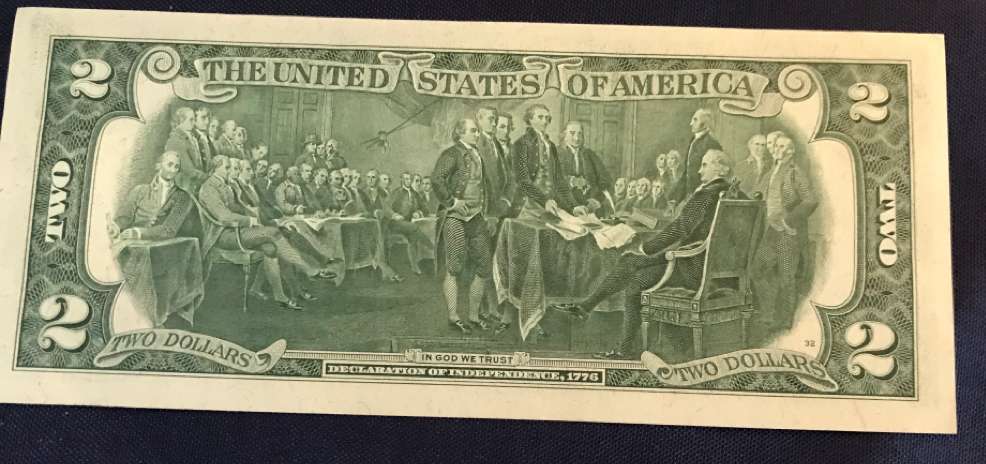 2 THE UNITED STATES OF AMERICA 2
TWO
TWO
32
2 TWO DOLLARS IN GOD WE TRUST TWO DOLLARS 2
DECLARATION OF INDEPENDENCE, 1776